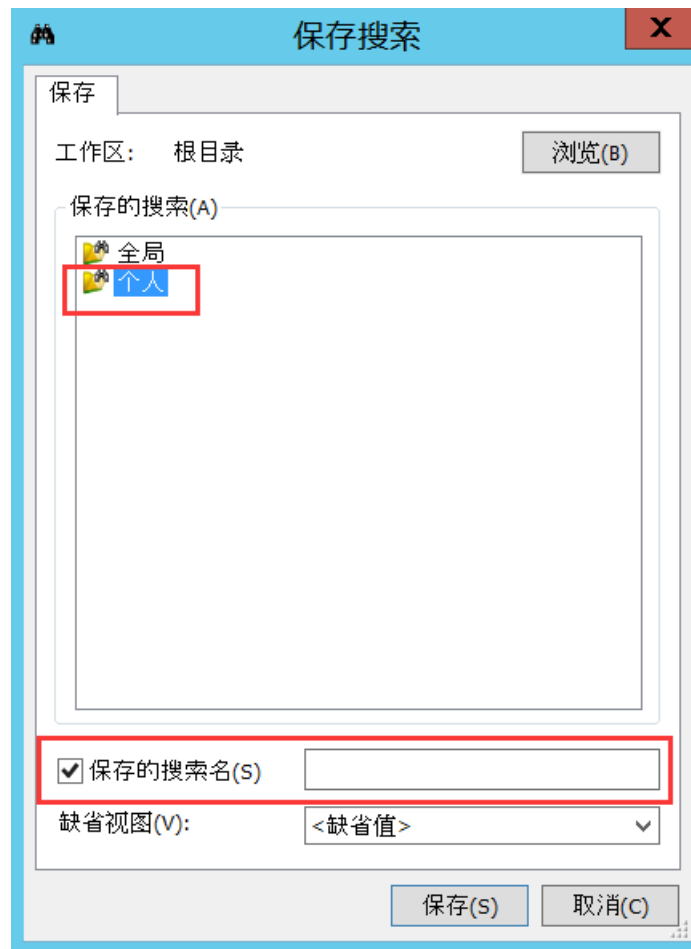 保存搜索
保存
工作区: 根目录 浏览(B)
保存的搜索(A)
全局
个人
保存的搜索名(S)
缺省视图(V): <缺省值>
保存(S) 取消(C)